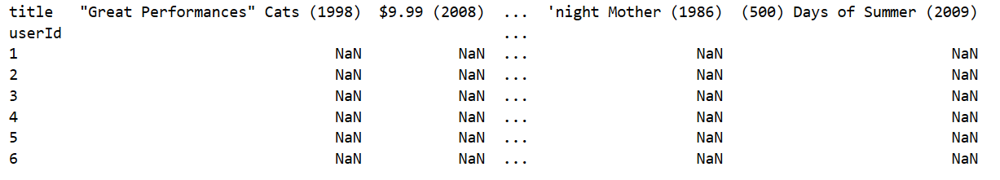 title "Great Performances" Cats (1998) $9.99 (2008) ... 'night Mother (1986) (500) Days of Summer (2009)
userId ...
1 NaN NaN ... NaN NaN
2 NaN NaN ... NaN NaN
3 NaN NaN ... NaN NaN
4 NaN NaN ... NaN NaN
5 NaN NaN ... NaN NaN
6 NaN NaN ... NaN NaN